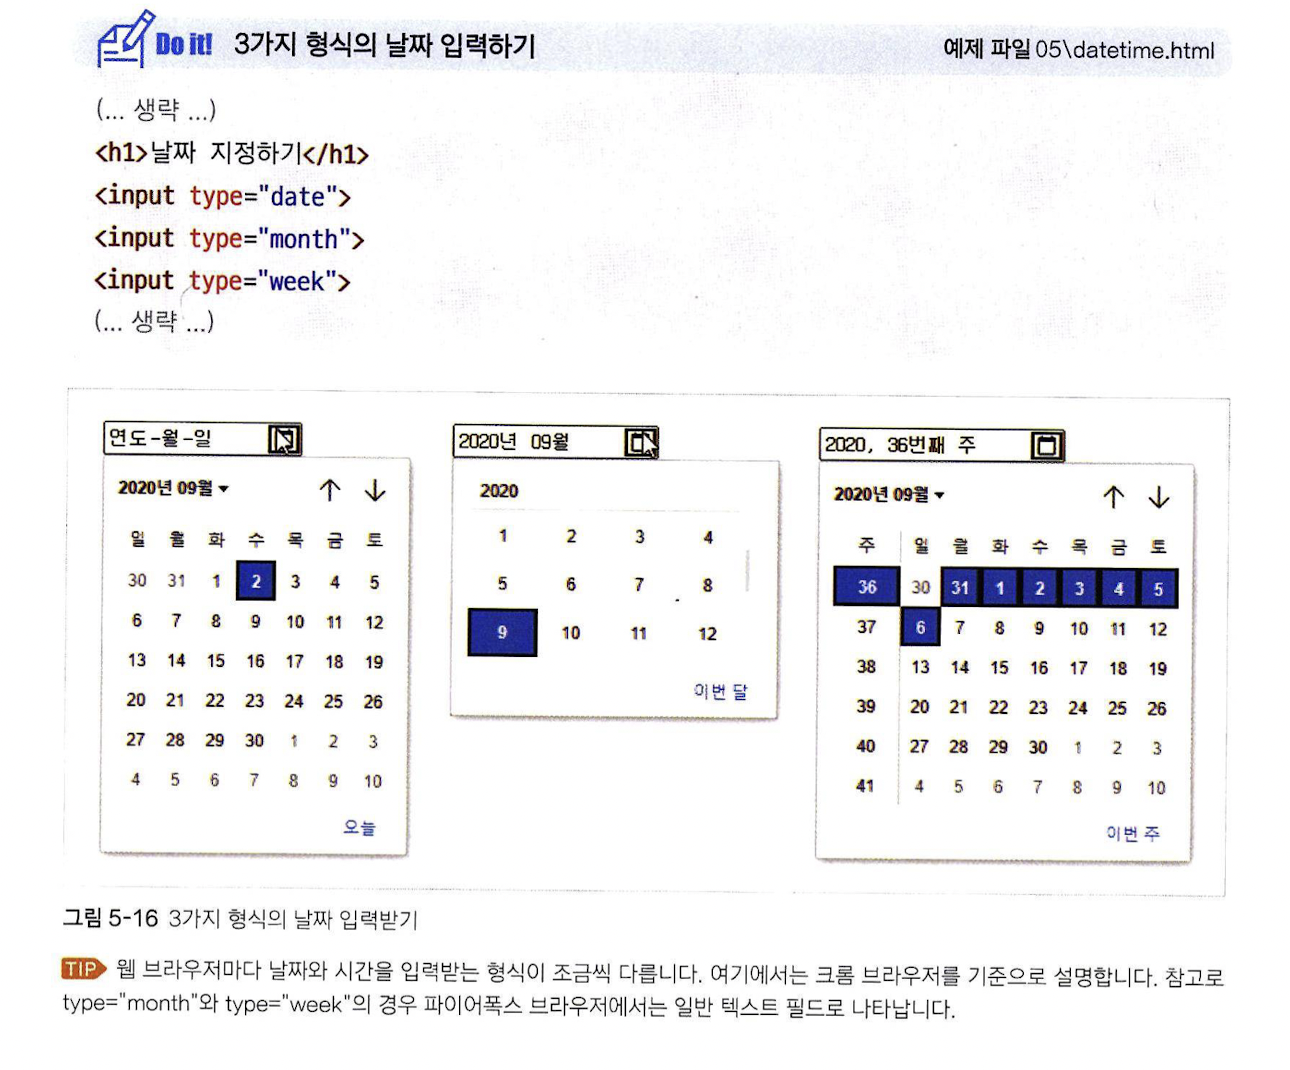 Do it! 3가지 형식의 날짜 입력하기 예제 파일 05\datetime.html
(... 생략 ...)
<h1>날짜 지정하기</h1>
<input type="date">
<input type="month">
<input type="week">
(... 생략 ...)
연도-월-일
2020년 09월
일 월 화 수 목 금 토
30 31 1 2 3 4 5
6 7 8 9 10 11 12
13 14 15 16 17 18 19
20 21 22 23 24 25 26
27 28 29 30 1 2 3
4 5 6 7 8 9 10
오늘
2020년 09월
2020
1 2 3 4
5 6 7 8
9 10 11 12
이번 달
2020, 36번째 주
2020년 09월
주 일 월 화 수 목 금 토
36 30 31 1 2 3 4 5
37 6 7 8 9 10 11 12
38 13 14 15 16 17 18 19
39 20 21 22 23 24 25 26
40 27 28 29 30 1 2 3
41 4 5 6 7 8 9 10
이번 주
그림 5-16 3가지 형식의 날짜 입력받기
TIP 웹 브라우저마다 날짜와 시간을 입력받는 형식이 조금씩 다릅니다. 여기에서는 크롬 브라우저를 기준으로 설명합니다. 참고로
type="month"와 type="week"의 경우 파이어폭스 브라우저에서는 일반 텍스트 필드로 나타납니다.